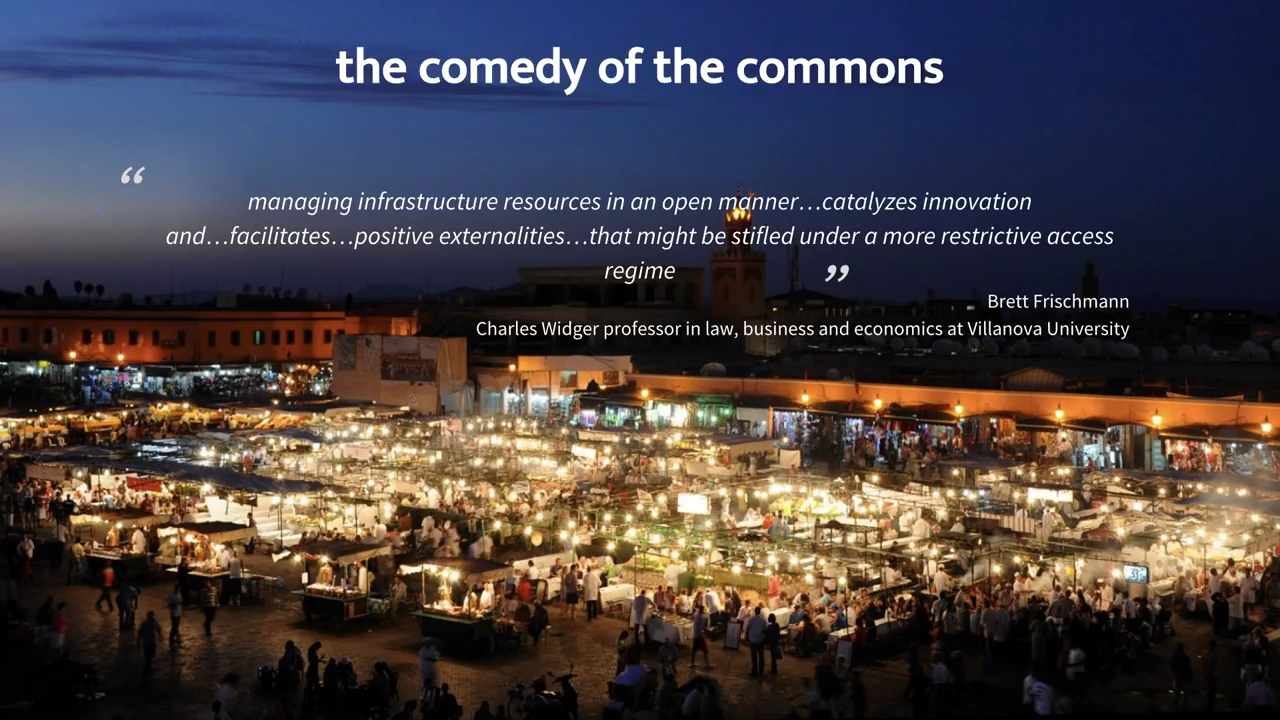 the comedy of the commons
“
managing infrastructure resources in an open manner…catalyzes innovation
and…facilitates…positive externalities…that might be stifled under a more restrictive access
regime ”
Brett Frischmann
Charles Widger professor in law, business and economics at Villanova University